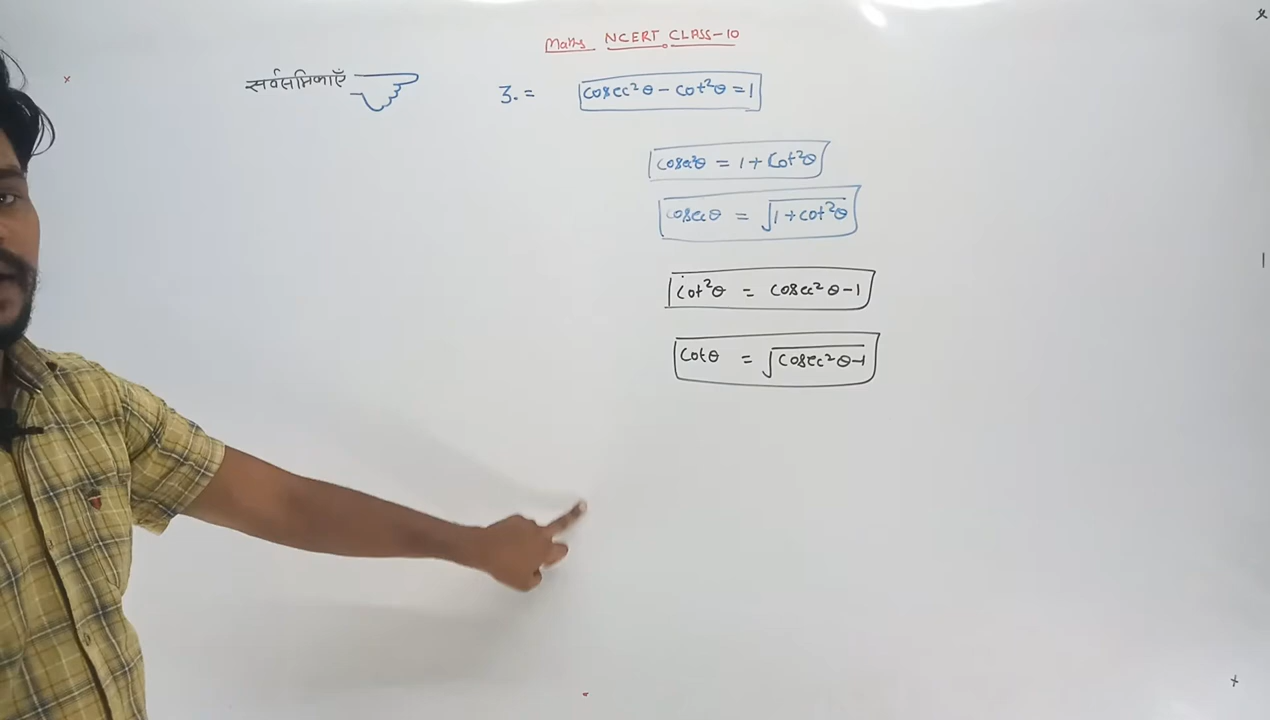 Maths NCERT CLASS-10
सर्वसमिकाएँ
3. = cosec²θ - cot²θ = 1
cosec²θ = 1 + Cot²θ
cosecθ = √1 + cot²θ
Cot²θ = cosec²θ - 1
Cotθ = √cosec²θ-1